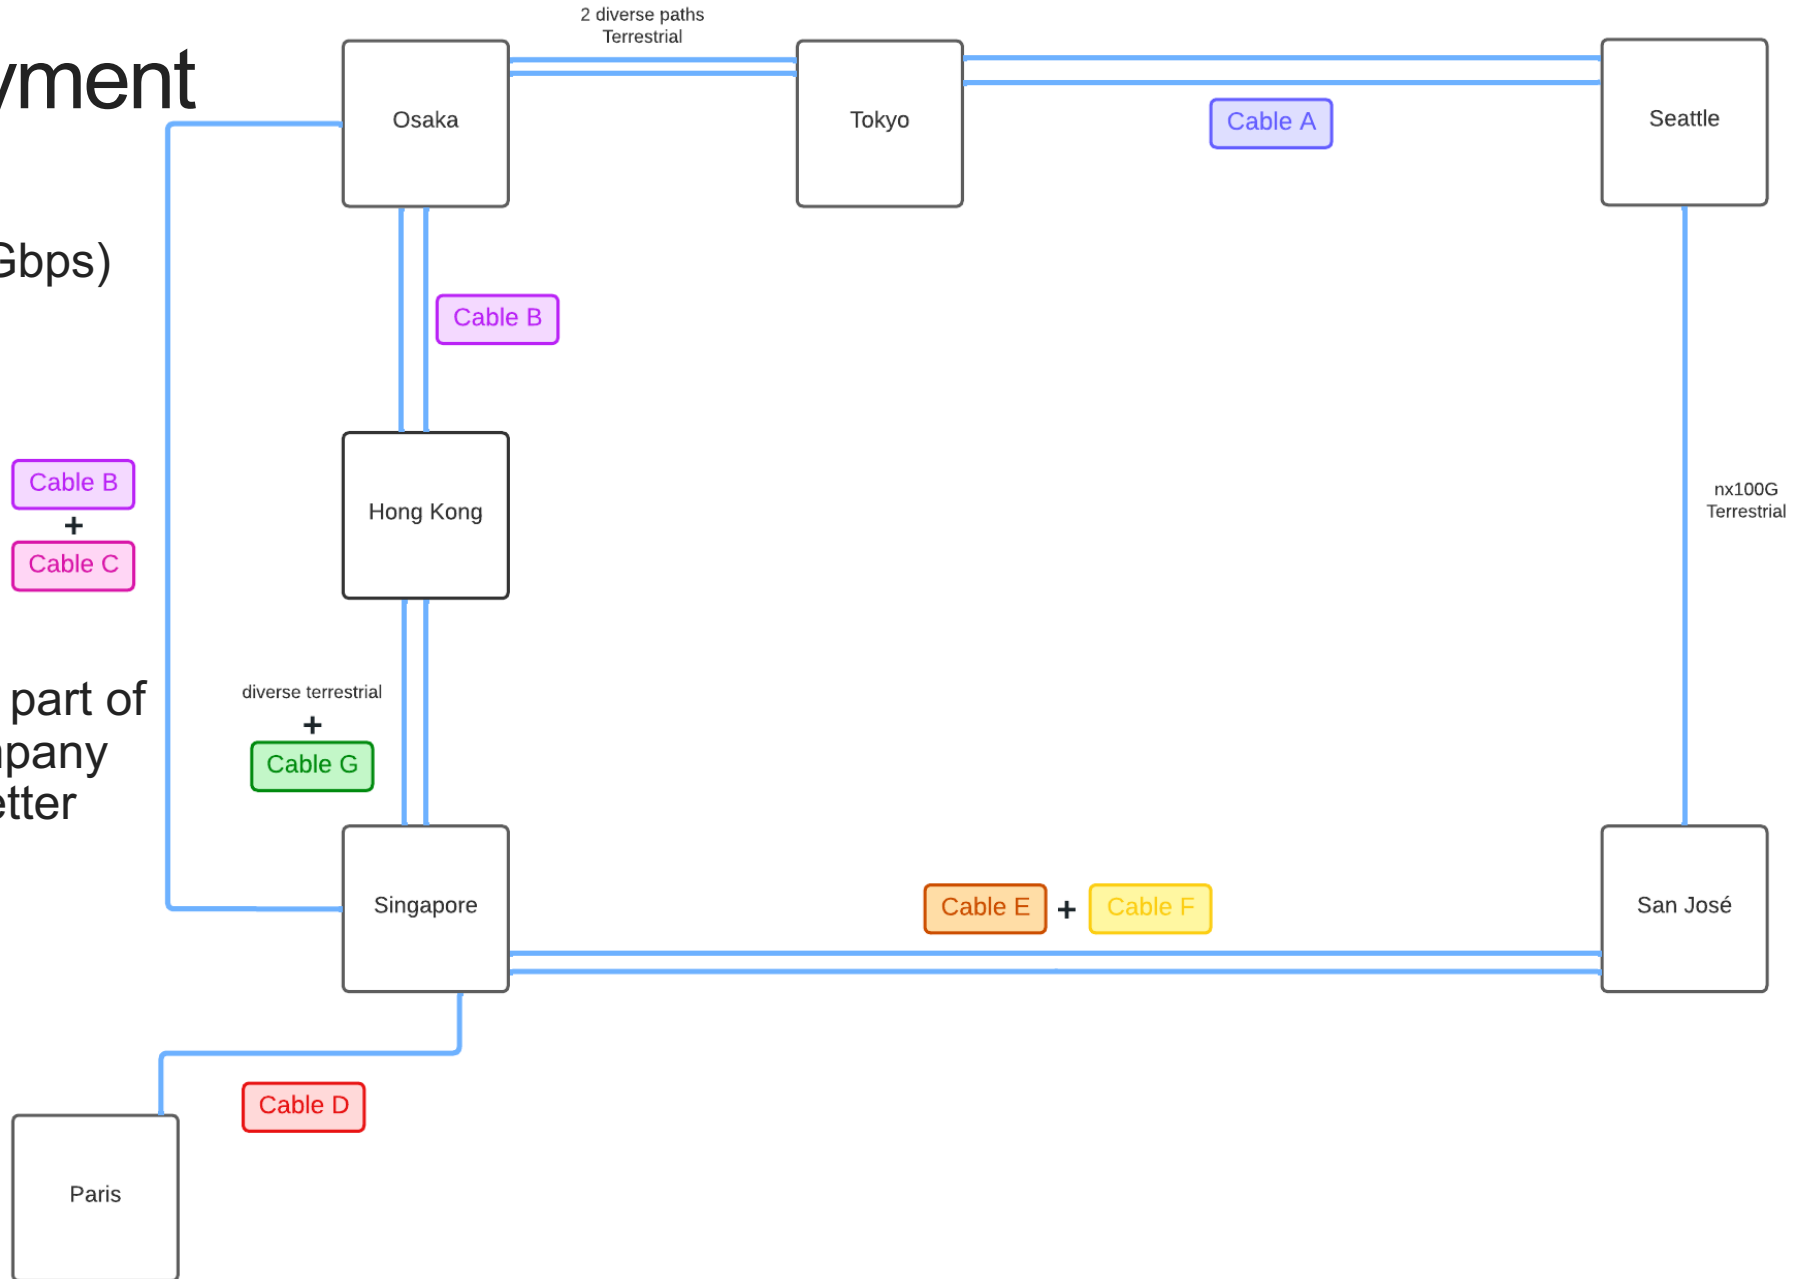 yment
Gbps)
part of
npany
etter
2 diverse paths
Terrestrial
Osaka
Tokyo
Seattle
Cable A
Cable B
Cable B
+
Cable C
Hong Kong
nx100G
Terrestrial
diverse terrestrial
+
Cable G
Singapore
Cable E + Cable F
San José
Cable D
Paris